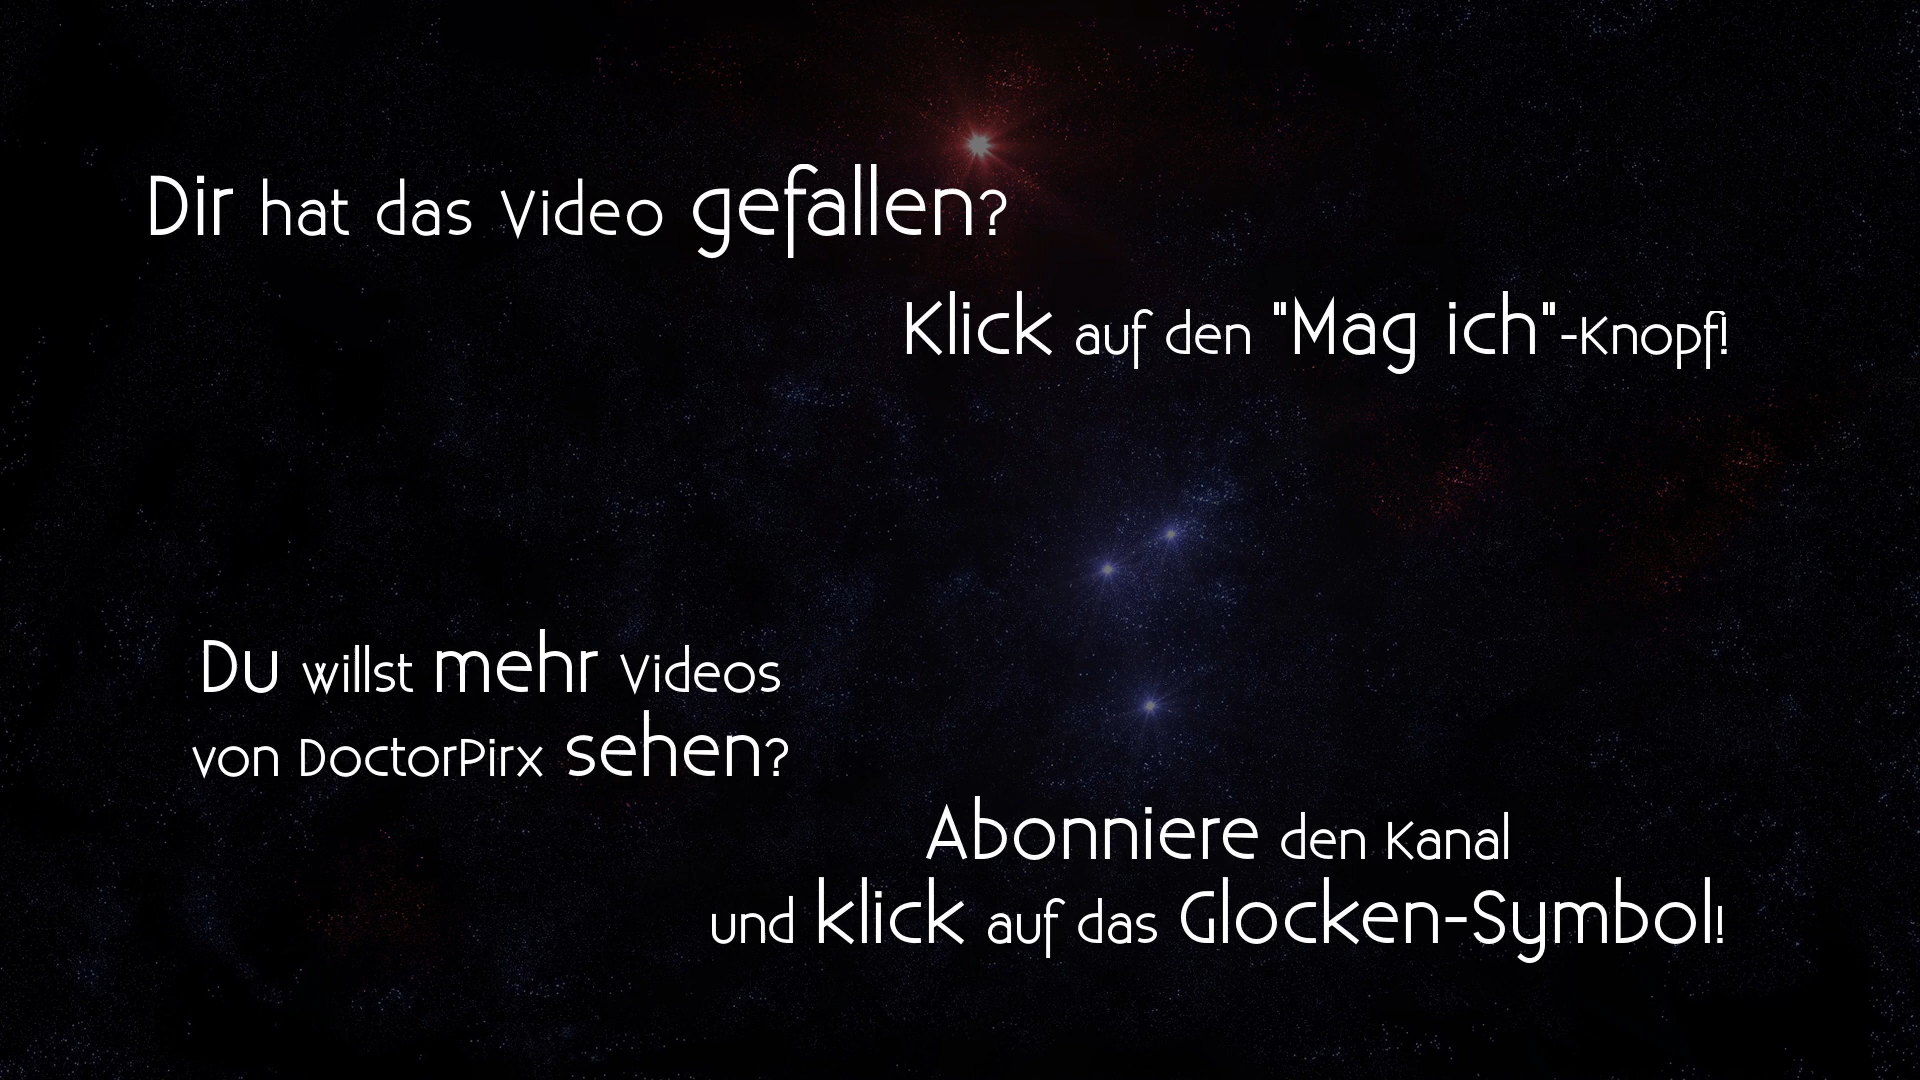 Dir hat das Video gefallen?
Klick auf den "Mag ich"-Knopf!
Du willst mehr Videos
von DoctorPirx sehen?
Abonniere den Kanal
und klick auf das Glocken-Symbol!